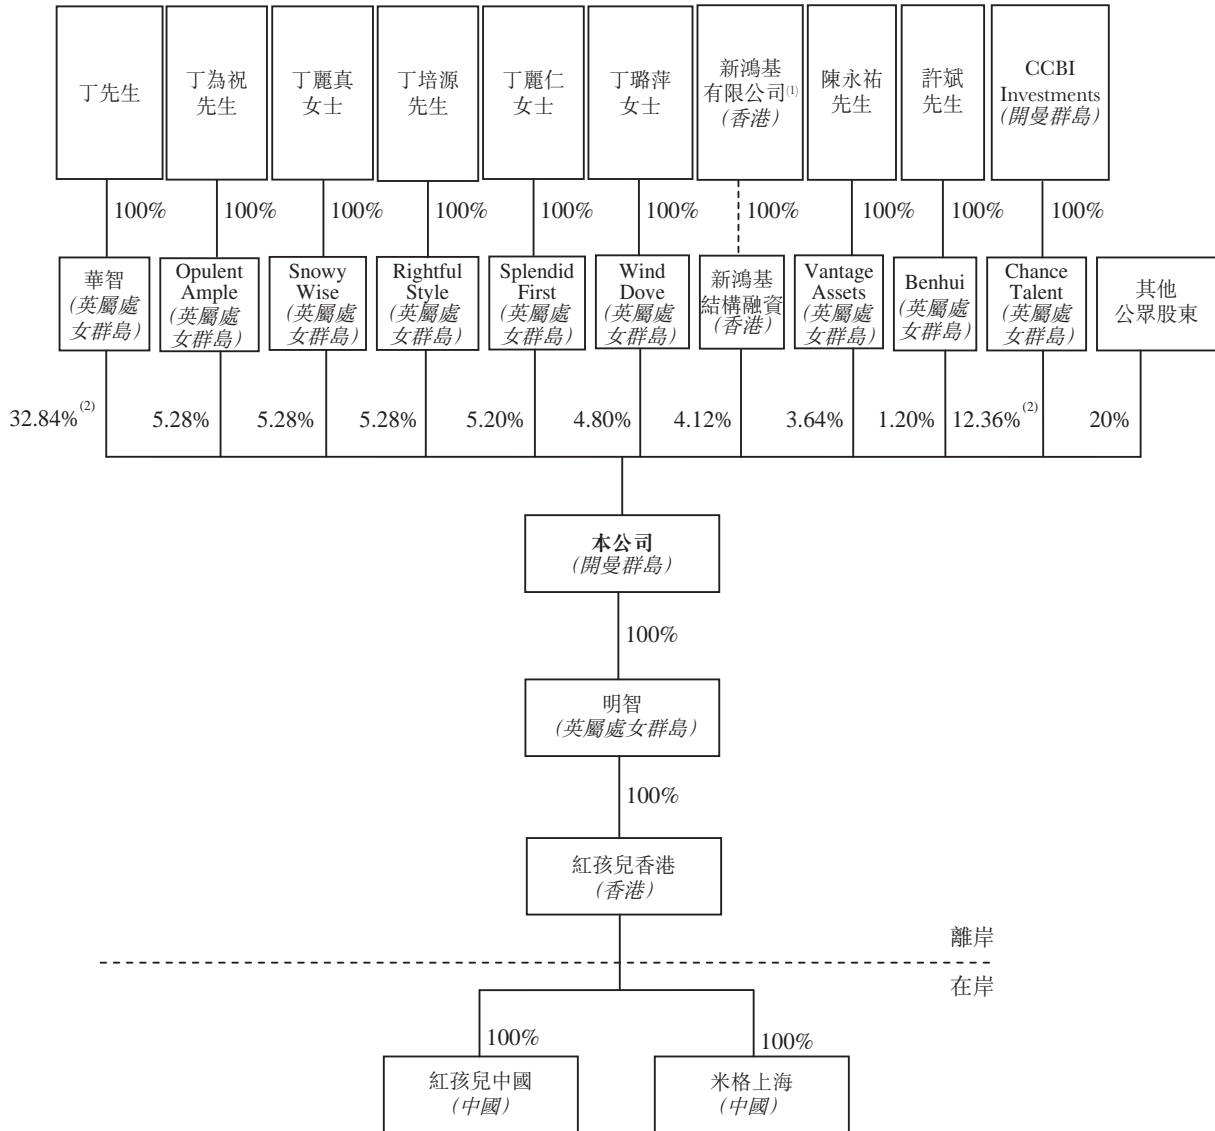 丁先生
丁為祝
先生
丁麗真
女士
丁培源
先生
丁麗仁
女士
丁璐萍
女士
新鴻基
有限公司(1)
(香港)
陳永祐
先生
許斌
先生
CCBI
Investments
(開曼群島)
100%
100%
100%
100%
100%
100%
100%
100%
100%
100%
華智
(英屬處
女群島)
Opulent
Ample
(英屬處
女群島)
Snowy
Wise
(英屬處
女群島)
Rightful
Style
(英屬處
女群島)
Splendid
First
(英屬處
女群島)
Wind
Dove
(英屬處
女群島)
新鴻基
結構融資
(香港)
Vantage
Assets
(英屬處
女群島)
Benhui
(英屬處
女群島)
Chance
Talent
(英屬處
女群島)
其他
公眾股東
32.84%(2)
5.28%
5.28%
5.28%
5.20%
4.80%
4.12%
3.64%
1.20%
12.36%(2)
20%
本公司
(開曼群島)
100%
明智
(英屬處女群島)
100%
紅孩兒香港
(香港)
離岸
在岸
100%
100%
紅孩兒中國
(中國)
米格上海
(中國)